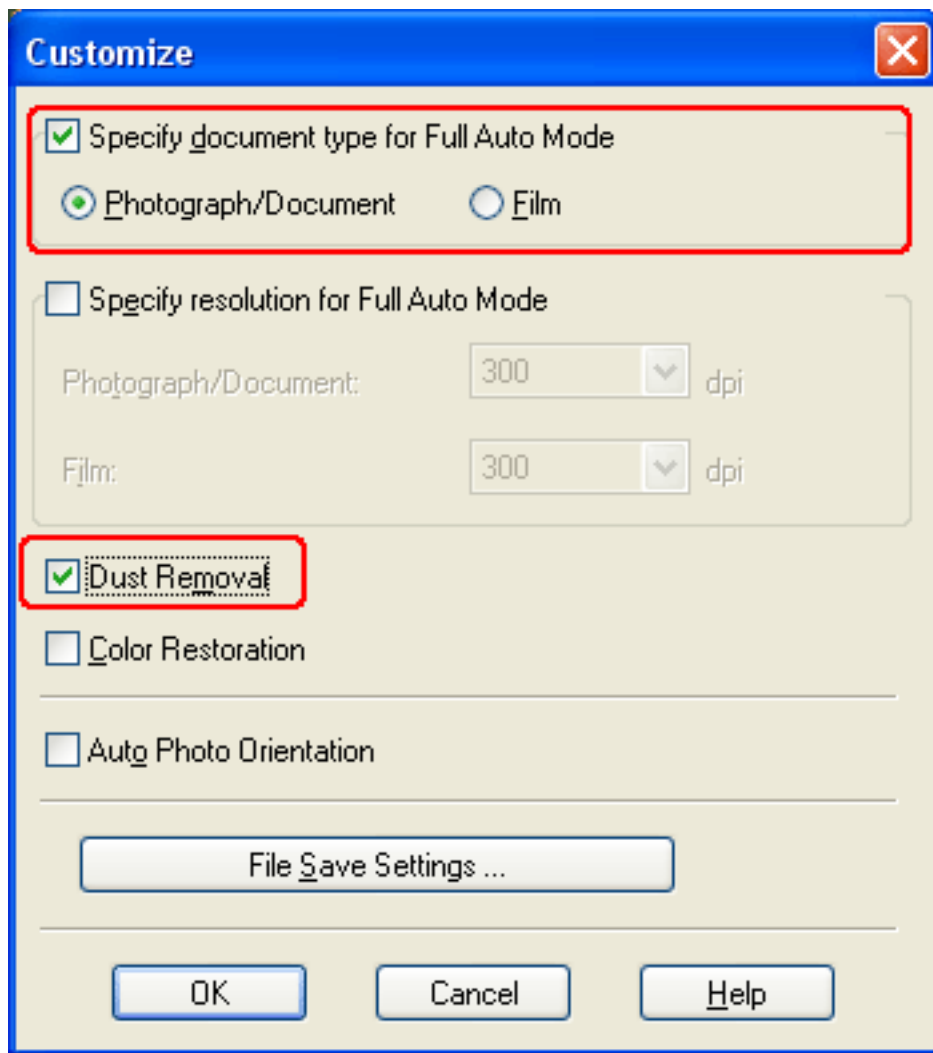 Customize
Specify document type for Full Auto Mode
Photograph/Document Film
Specify resolution for Full Auto Mode
Photograph/Document: 300 dpi
Film: 300 dpi
Dust Removal
Color Restoration
Auto Photo Orientation
File Save Settings ...
OK Cancel Help